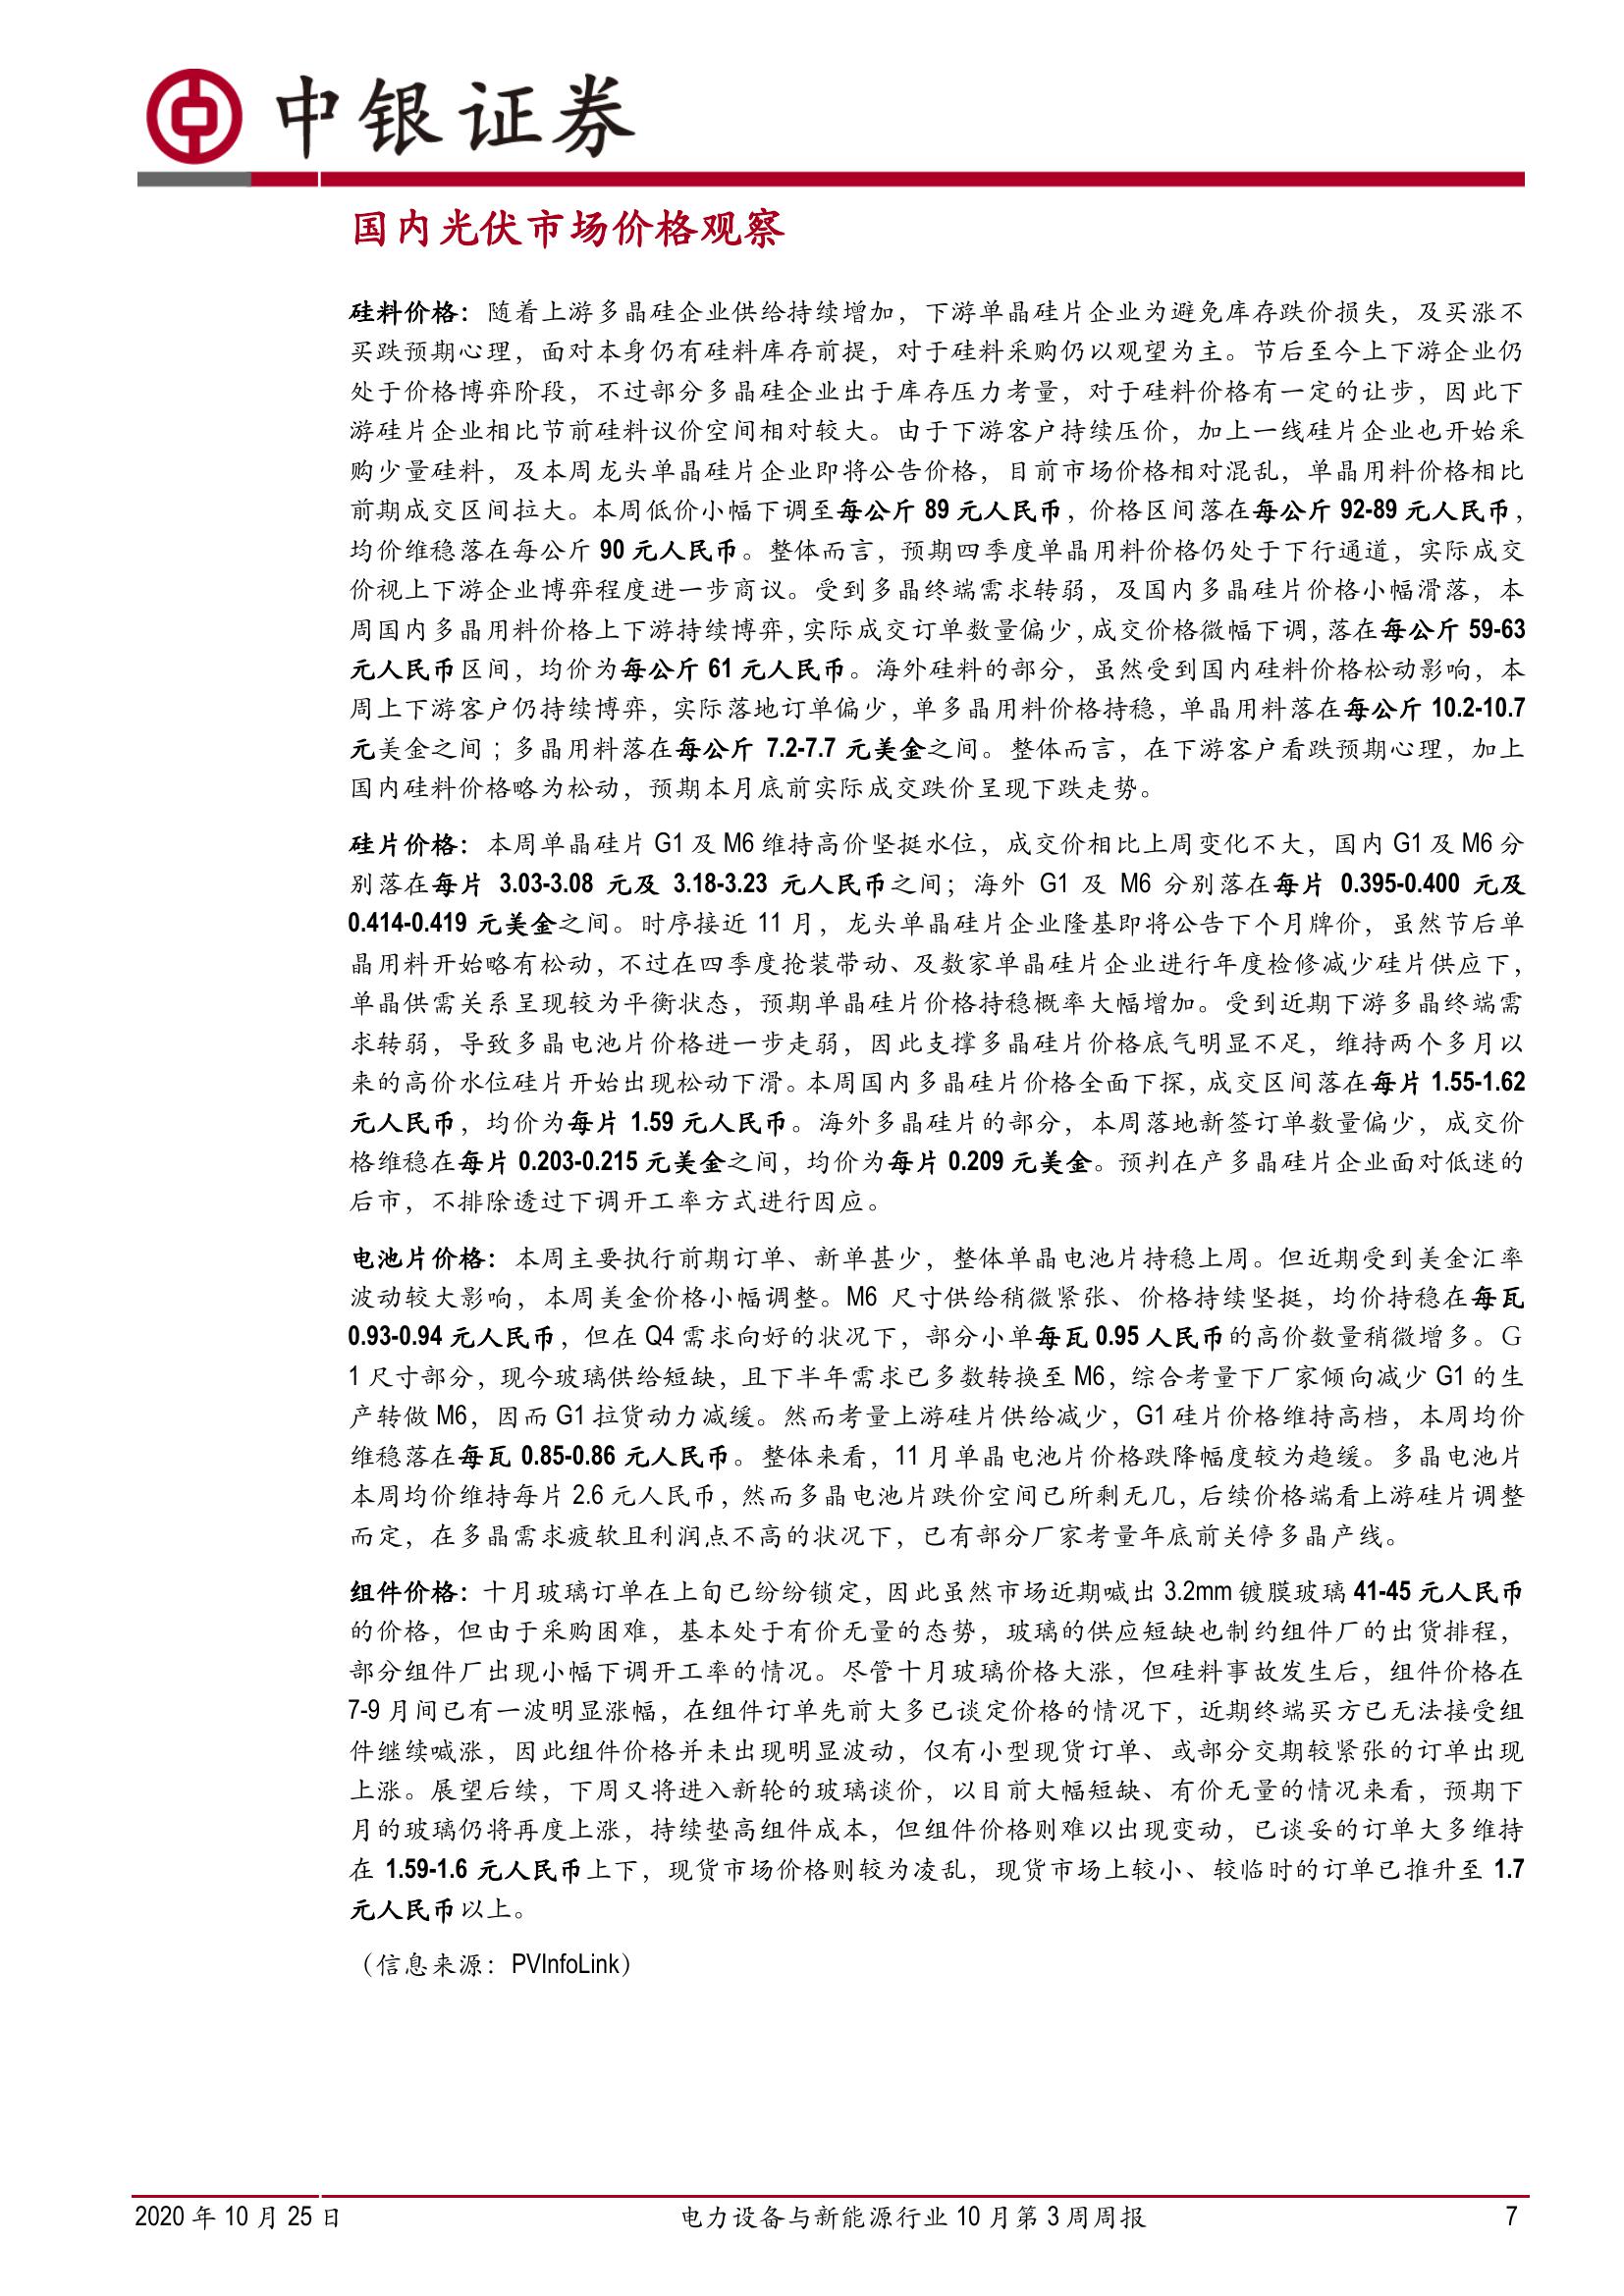 中银证券
国内光伏市场价格观察
硅料价格：随着上游多晶硅企业供给持续增加，下游单晶硅片企业为避免库存跌价损失，及买涨不
买跌预期心理，面对本身仍有硅料库存前提，对于硅料采购仍以观望为主。节后至今上下游企业仍
处于价格博弈阶段，不过部分多晶硅企业出于库存压力考量，对于硅料价格有一定的让步，因此下
游硅片企业相比节前硅料议价空间相对较大。由于下游客户持续压价，加上一线硅片企业也开始采
购少量硅料，及本周龙头单晶硅片企业即将公告价格，目前市场价格相对混乱，单晶用料价格相比
前期成交区间拉大。本周低价小幅下调至每公斤 89 元人民币，价格区间落在每公斤 92-89 元人民币，
均价维稳落在每公斤 90 元人民币。整体而言，预期四季度单晶用料价格仍处于下行通道，实际成交
价视上下游企业博弈程度进一步商议。受到多晶终端需求转弱，及国内多晶硅片价格小幅滑落，本
周国内多晶用料价格上下游持续博弈，实际成交订单数量偏少，成交价格微幅下调，落在每公斤 59-63
元人民币区间，均价为每公斤 61 元人民币。海外硅料的部分，虽然受到国内硅料价格松动影响，本
周上下游客户仍持续博弈，实际落地订单偏少，单多晶用料价格持稳，单晶用料落在每公斤 10.2-10.7
元美金之间；多晶用料落在每公斤 7.2-7.7 元美金之间。整体而言，在下游客户看跌预期心理，加上
国内硅料价格略为松动，预期本月底前实际成交跌价呈现下跌走势。
硅片价格：本周单晶硅片 G1 及 M6 维持高价坚挺水位，成交价相比上周变化不大，国内 G1 及 M6 分
别落在每片 3.03-3.08 元及 3.18-3.23 元人民币之间；海外 G1 及 M6 分别落在每片 0.395-0.400 元及
0.414-0.419 元美金之间。时序接近 11 月，龙头单晶硅片企业隆基即将公告下个月牌价，虽然节后单
晶用料开始略有松动，不过在四季度抢装带动、及数家单晶硅片企业进行年度检修减少硅片供应下，
单晶供需关系呈现较为平衡状态，预期单晶硅片价格持稳概率大幅增加。受到近期下游多晶终端需
求转弱，导致多晶电池片价格进一步走弱，因此支撑多晶硅片价格底气明显不足，维持两个多月以
来的高价水位硅片开始出现松动下滑。本周国内多晶硅片价格全面下探，成交区间落在每片 1.55-1.62
元人民币，均价为每片 1.59 元人民币。海外多晶硅片的部分，本周落地新签订单数量偏少，成交价
格维稳在每片 0.203-0.215 元美金之间，均价为每片 0.209 元美金。预判在产多晶硅片企业面对低迷的
后市，不排除透过下调开工率方式进行因应。
电池片价格：本周主要执行前期订单、新单甚少，整体单晶电池片持稳上周。但近期受到美金汇率
波动较大影响，本周美金价格小幅调整。M6 尺寸供给稍微紧张、价格持续坚挺，均价持稳在每瓦
0.93-0.94 元人民币，但在 Q4 需求向好的状况下，部分小单每瓦 0.95 人民币的高价数量稍微增多。G
1 尺寸部分，现今玻璃供给短缺，且下半年需求已多数转换至 M6，综合考量下厂家倾向减少 G1 的生
产转做 M6，因而 G1 拉货动力减缓。然而考量上游硅片供给减少，G1 硅片价格维持高档，本周均价
维稳落在每瓦 0.85-0.86 元人民币。整体来看，11 月单晶电池片价格跌降幅度较为趋缓。多晶电池片
本周均价维持每片 2.6 元人民币，然而多晶电池片跌价空间已所剩无几，后续价格端看上游硅片调整
而定，在多晶需求疲软且利润点不高的状况下，已有部分厂家考量年底前关停多晶产线。
组件价格：十月玻璃订单在上旬已纷纷锁定，因此虽然市场近期喊出 3.2mm 镀膜玻璃 41-45 元人民币
的价格，但由于采购困难，基本处于有价无量的态势，玻璃的供应短缺也制约组件厂的出货排程，
部分组件厂出现小幅下调开工率的情况。尽管十月玻璃价格大涨，但硅料事故发生后，组件价格在
7-9 月间已有一波明显涨幅，在组件订单先前大多已谈定价格的情况下，近期终端买方已无法接受组
件继续喊涨，因此组件价格并未出现明显波动，仅有小型现货订单、或部分交期较紧张的订单出现
上涨。展望后续，下周又将进入新轮的玻璃谈价，以目前大幅短缺、有价无量的情况来看，预期下
月的玻璃仍将再度上涨，持续垫高组件成本，但组件价格则难以出现变动，已谈妥的订单大多维持
在 1.59-1.6 元人民币上下，现货市场价格则较为凌乱，现货市场上较小、较临时的订单已推升至 1.7
元人民币以上。
（信息来源：PVInfoLink）
2020 年 10 月 25 日 电力设备与新能源行业 10 月第 3 周周报 7